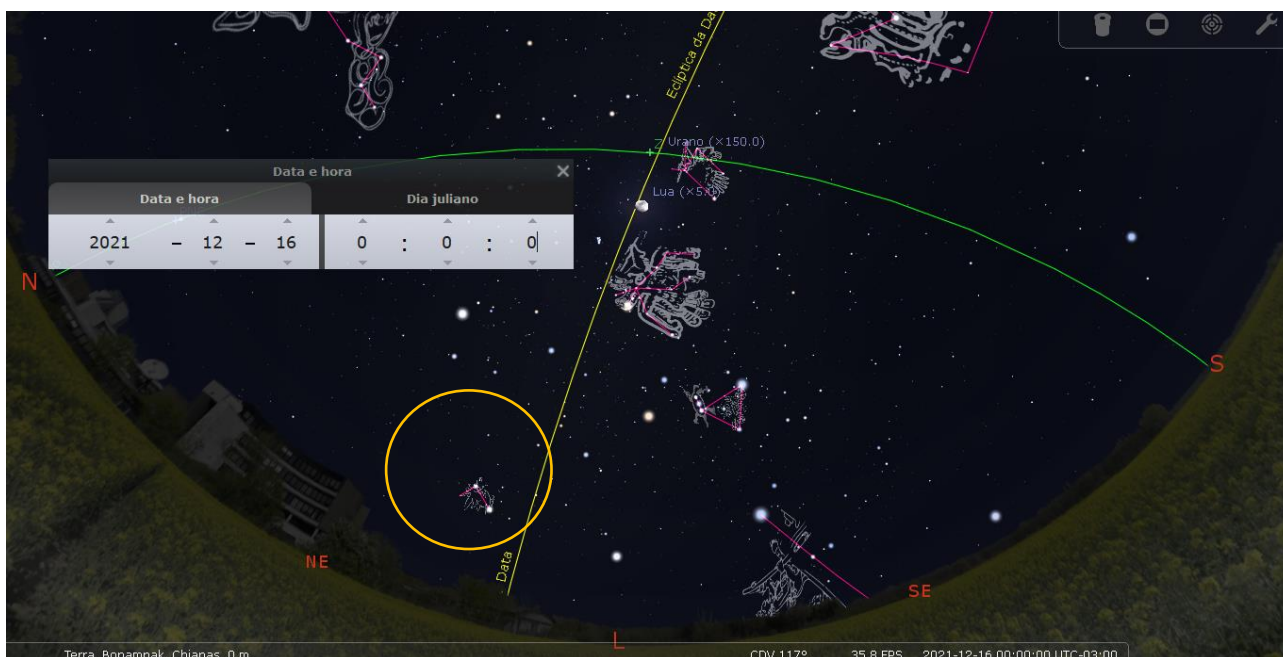 Eclíptica da Da
Z
Urano (×150.0)
Lua (×5.0)
Data e hora
Data e hora
Dia juliano
2021 – 12 – 16 0 : 0 : 0
N
S
NE
Data
SE
L
Terra, Bonampak, Chiapas, 0 m
CDV 117° 35.8 FPS 2021-12-16 00:00:00 UTC-03:00